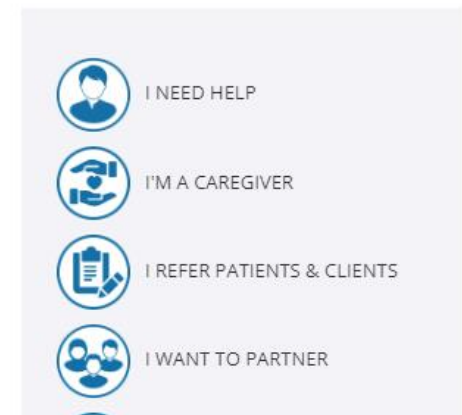 I NEED HELP
I'M A CAREGIVER
I REFER PATIENTS & CLIENTS
I WANT TO PARTNER